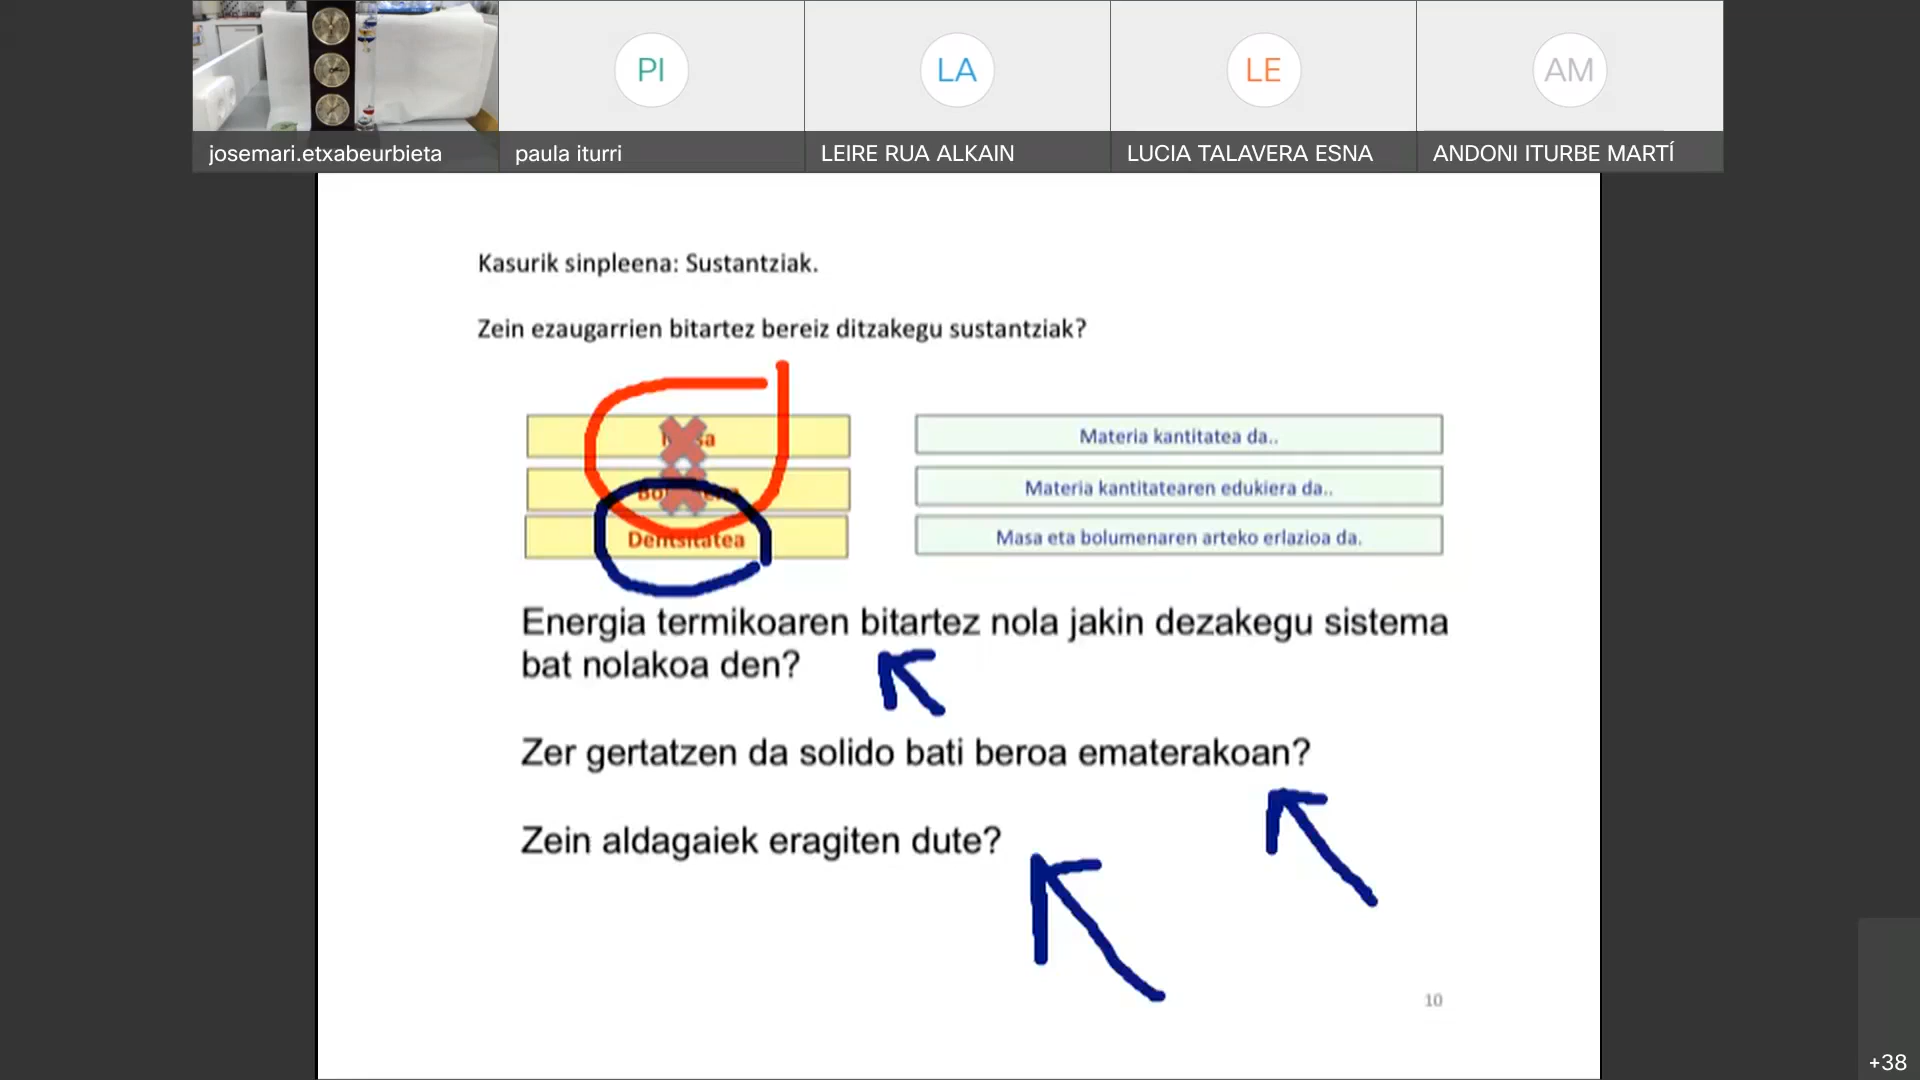 PI
LA
LE
AM
josemari.etxabeurbieta
paula iturri
LEIRE RUA ALKAIN
LUCIA TALAVERA ESNA
ANDONI ITURBE MARTÍ
Kasurik sinpleena: Sustantziak.
Zein ezaugarrien bitartez bereiz ditzakegu sustantziak?
Materia kantitatea da..
Materia kantitatearen edukiera da..
Dentsitatea
Masa eta bolumenaren arteko erlazioa da.
Energia termikoaren bitartez nola jakin dezakegu sistema
bat nolakoa den?
Zer gertatzen da solido bati beroa ematerakoan?
Zein aldagaiek eragiten dute?
10
+38